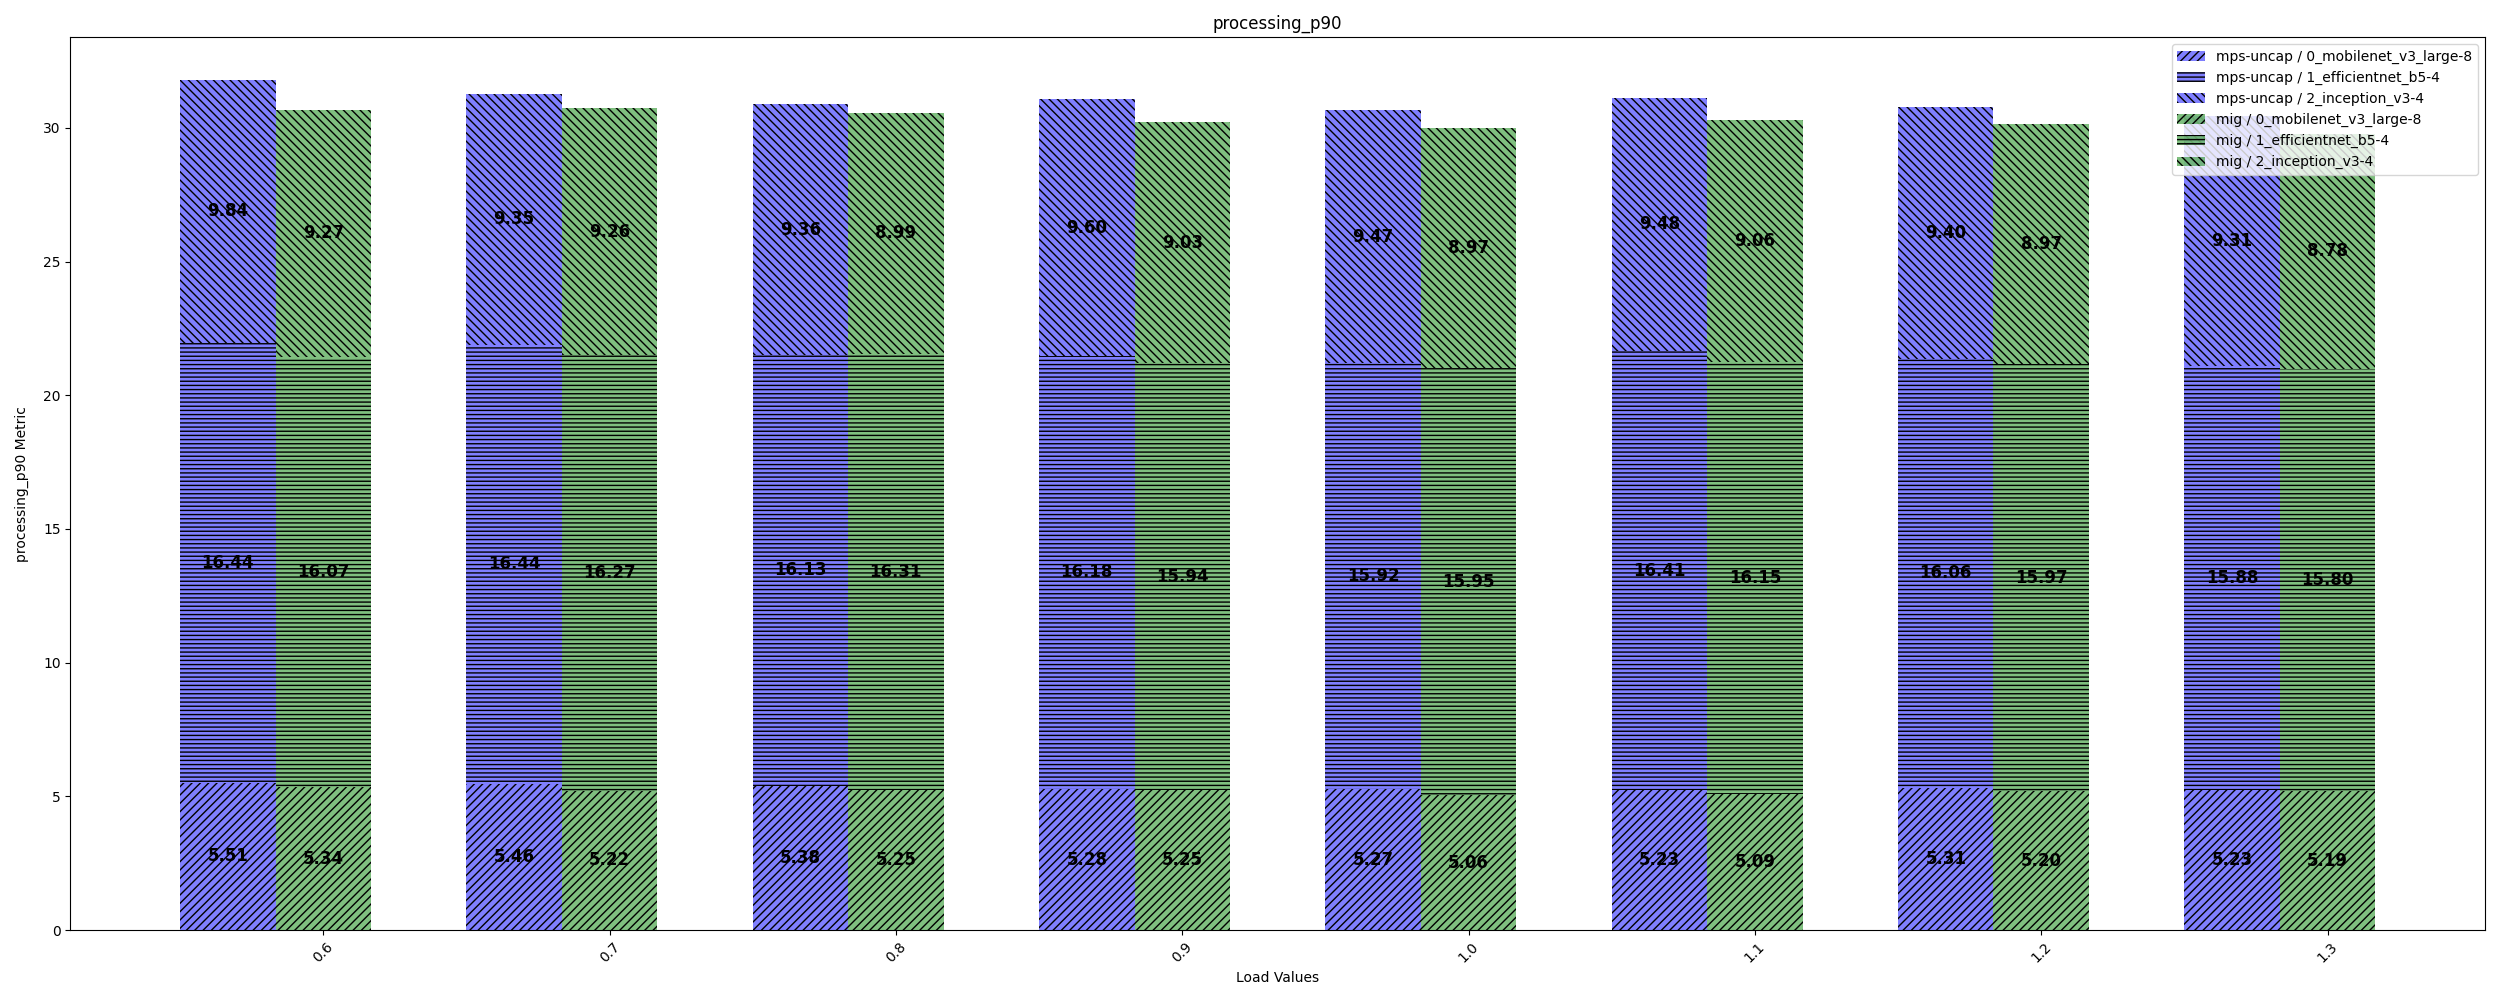 processing_p90
mps-uncap / 0_mobilenet_v3_large-8
mps-uncap / 1_efficientnet_b5-4
mps-uncap / 2_inception_v3-4
mig / 0_mobilenet_v3_large-8
mig / 1_efficientnet_b5-4
mig / 2_inception_v3-4
processing_p90 Metric
30
25
20
15
10
5
0
9.84 9.27 9.35 9.26 9.36 8.99 9.60 9.03 9.47 8.97 9.48 9.06 9.40 8.97 9.31 8.78
16.44 16.07 16.44 16.27 16.13 16.31 16.18 15.94 15.92 15.95 16.41 16.15 16.06 15.97 15.88 15.80
5.51 5.34 5.46 5.22 5.38 5.25 5.28 5.25 5.27 5.06 5.23 5.09 5.31 5.20 5.23 5.19
0.6 0.7 0.8 0.9 1.0 1.1 1.2 1.3
Load Values